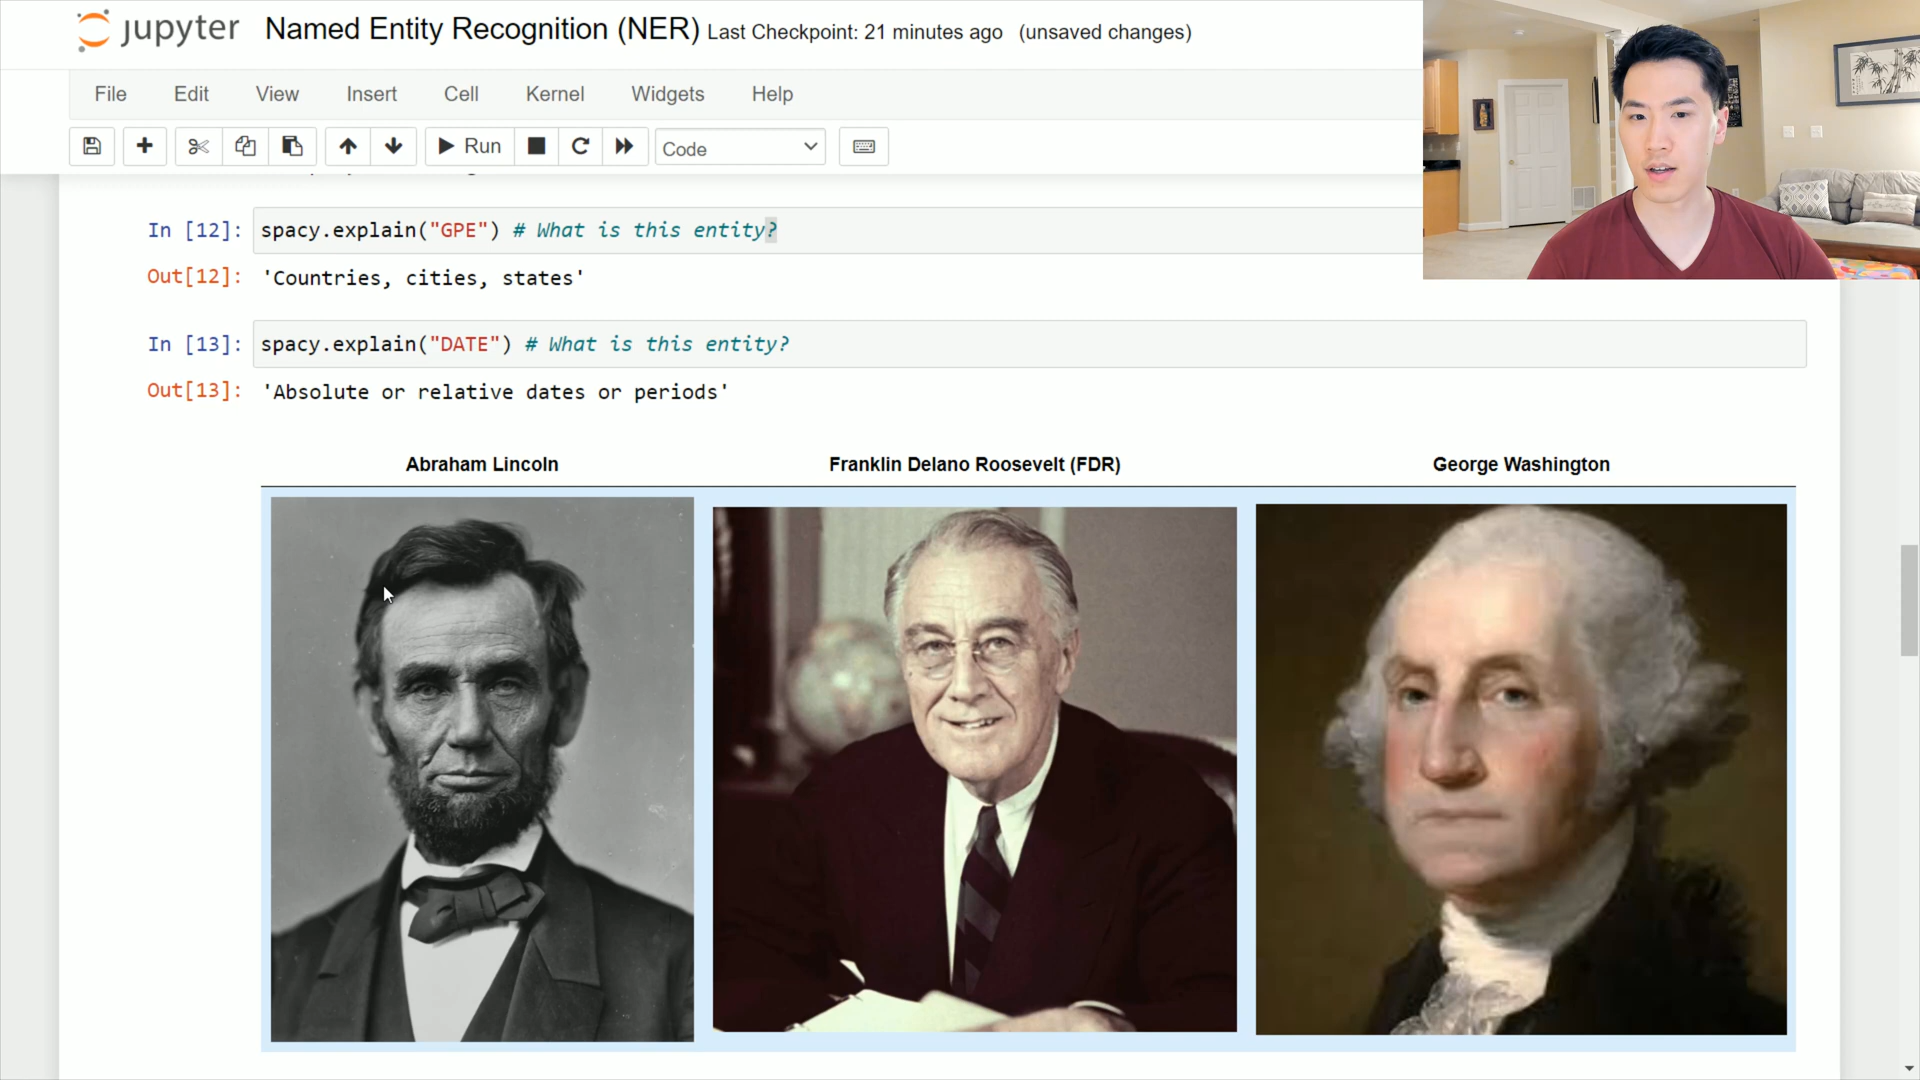 jupyter Named Entity Recognition (NER) Last Checkpoint: 21 minutes ago (unsaved changes)
File Edit View Insert Cell Kernel Widgets Help
Run Code
In [12]: spacy.explain("GPE") # What is this entity?
Out[12]: 'Countries, cities, states'
In [13]: spacy.explain("DATE") # What is this entity?
Out[13]: 'Absolute or relative dates or periods'
Abraham Lincoln Franklin Delano Roosevelt (FDR) George Washington